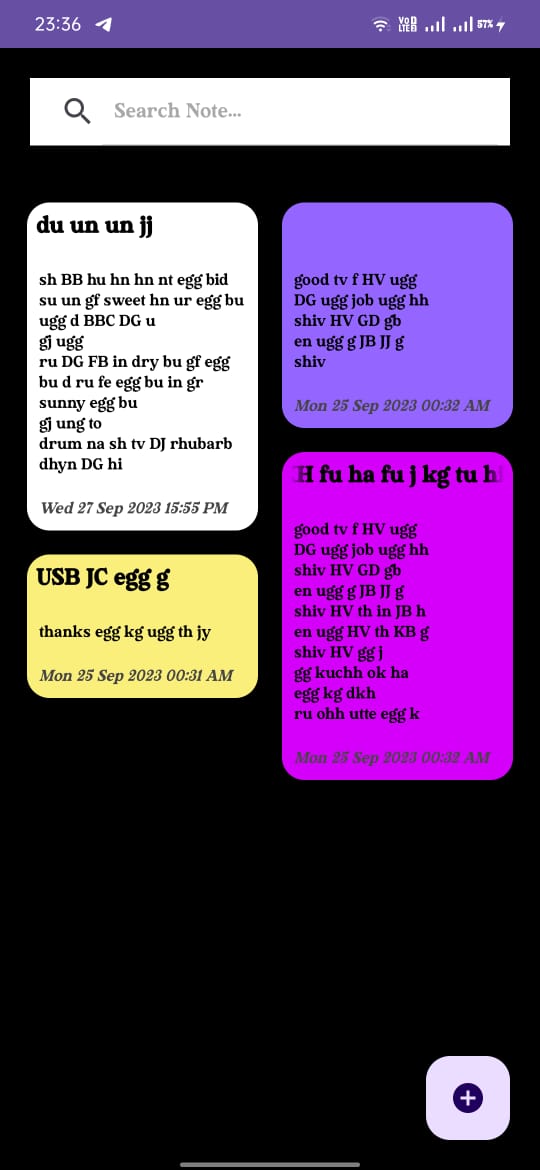 23:36
VoD LTE 57%
Search Note...
du un un jj
sh BB hu hn hn nt egg bid
su un gf sweet hn ur egg bu
ugg d BBC DG u
gj ugg
ru DG FB in dry bu gf egg
bu d ru fe egg bu in gr
sunny egg bu
gj ung to
drum na sh tv DJ rhubarb
dhyn DG hi
Wed 27 Sep 2023 15:55 PM
USB JC egg g
thanks egg kg ugg th jy
Mon 25 Sep 2023 00:31 AM
good tv f HV ugg
DG ugg job ugg hh
shiv HV GD gb
en ugg g JB JJ g
shiv
Mon 25 Sep 2023 00:32 AM
H fu ha fu j kg tu h
good tv f HV ugg
DG ugg job ugg hh
shiv HV GD gb
en ugg g JB JJ g
shiv HV th in JB h
en ugg HV th KB g
shiv HV gg j
gg kuchh ok ha
egg kg dkh
ru ohh utte egg k
Mon 25 Sep 2023 00:32 AM